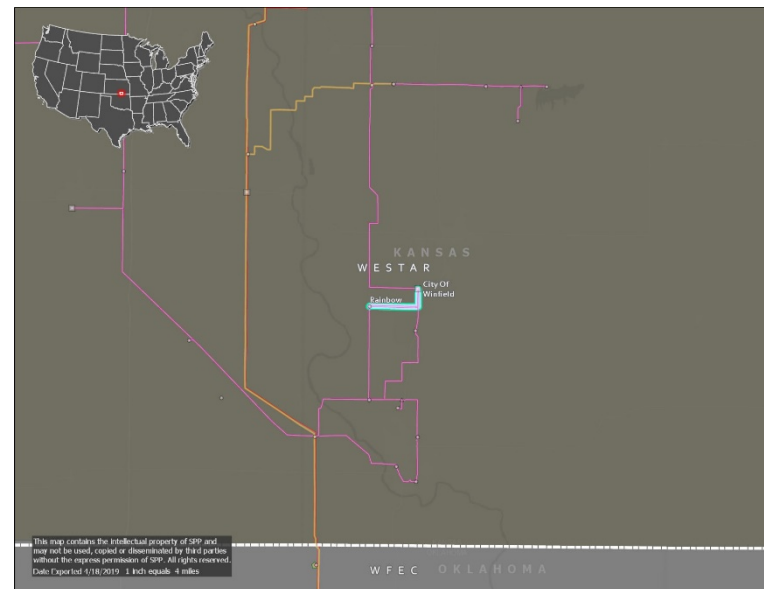 KANSAS
WESTAR
City Of
Winfield
Rainbow
This map contains the intellectual property of SPP and
may not be used, copied or disseminated by third parties
without the express permission of SPP. All rights reserved.
Date Exported 4/18/2019 1 inch equals 4 miles
WFEC OKLAHOMA